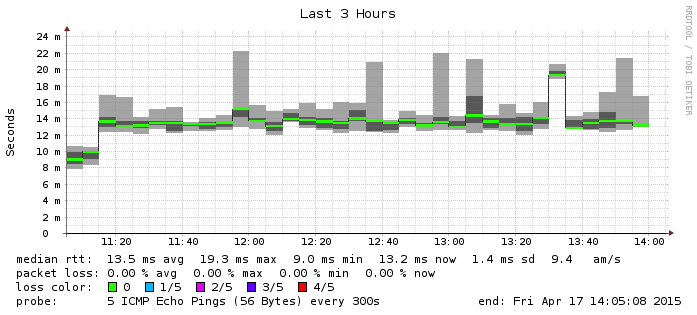 Last 3 Hours
RRDTOOL / TOBI OETIKER
Seconds
24 m
22 m
20 m
18 m
16 m
14 m
12 m
10 m
8 m
6 m
4 m
2 m
0
11:20 11:40 12:00 12:20 12:40 13:00 13:20 13:40 14:00
median rtt: 13.5 ms avg 19.3 ms max 9.0 ms min 13.2 ms now 1.4 ms sd 9.4 am/s
packet loss: 0.00 % avg 0.00 % max 0.00 % min 0.00 % now
loss color: 0 1/5 2/5 3/5 4/5
probe: 5 ICMP Echo Pings (56 Bytes) every 300s end: Fri Apr 17 14:05:08 2015